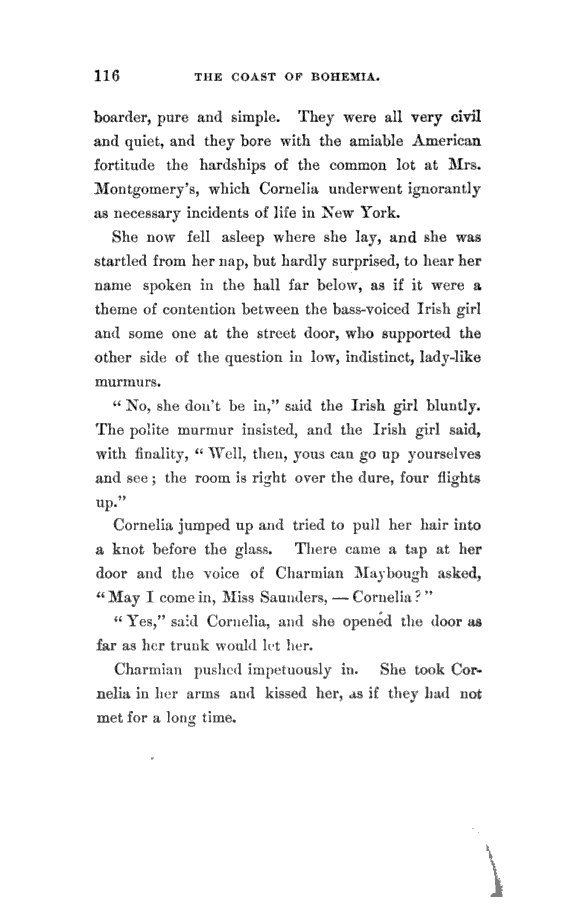 116 THE COAST OF BOHEMIA.
boarder, pure and simple. They were all very civil
and quiet, and they bore with the amiable American
fortitude the hardships of the common lot at Mrs.
Montgomery's, which Cornelia underwent ignorantly
as necessary incidents of life in New York.
She now fell asleep where she lay, and she was
startled from her nap, but hardly surprised, to hear her
name spoken in the hall far below, as if it were a
theme of contention between the bass-voiced Irish girl
and some one at the street door, who supported the
other side of the question in low, indistinct, lady-like
murmurs.
“ No, she don't be in,” said the Irish girl bluntly.
The polite murmur insisted, and the Irish girl said,
with finality, “ Well, then, yous can go up yourselves
and see ; the room is right over the dure, four flights
up.”
Cornelia jumped up and tried to pull her hair into
a knot before the glass. There came a tap at her
door and the voice of Charmian Maybough asked,
“ May I come in, Miss Saunders, — Cornelia ? ”
“ Yes,” said Cornelia, and she opened the door as
far as her trunk would let her.
Charmian pushed impetuously in. She took Cor-
nelia in her arms and kissed her, as if they had not
met for a long time.